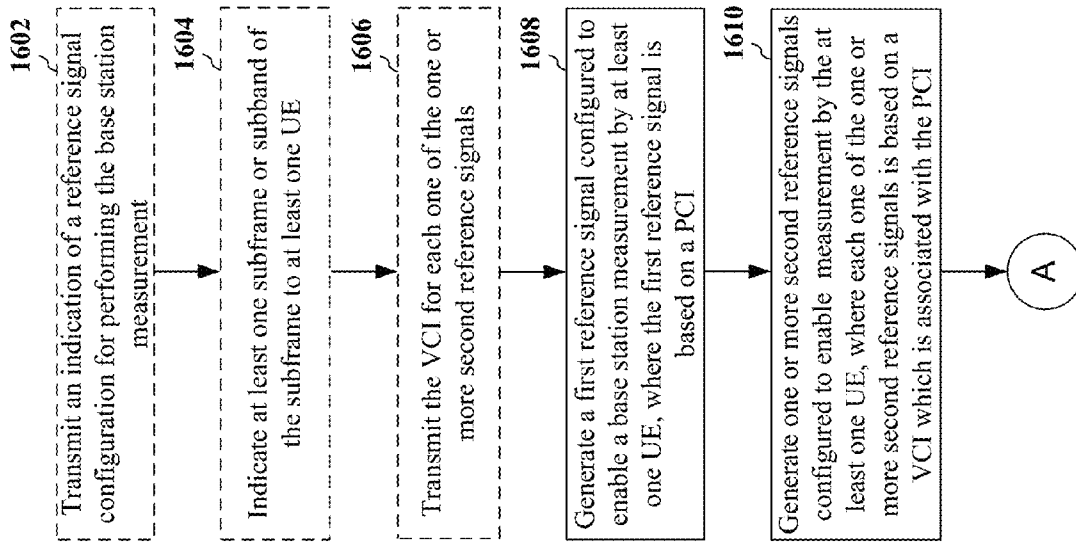 1602
Transmit an indication of a reference signal
configuration for performing the base station
measurement
1604
Indicate at least one subframe or subband of
the subframe to at least one UE
1606
Transmit the VCI for each one of the one or
more second reference signals
1608
Generate a first reference signal configured to
enable a base station measurement by at least
one UE, where the first reference signal is
based on a PCI
1610
Generate one or more second reference signals
configured to enable measurement by the at
least one UE, where each one of the one or
more second reference signals is based on a
VCI which is associated with the PCI
A